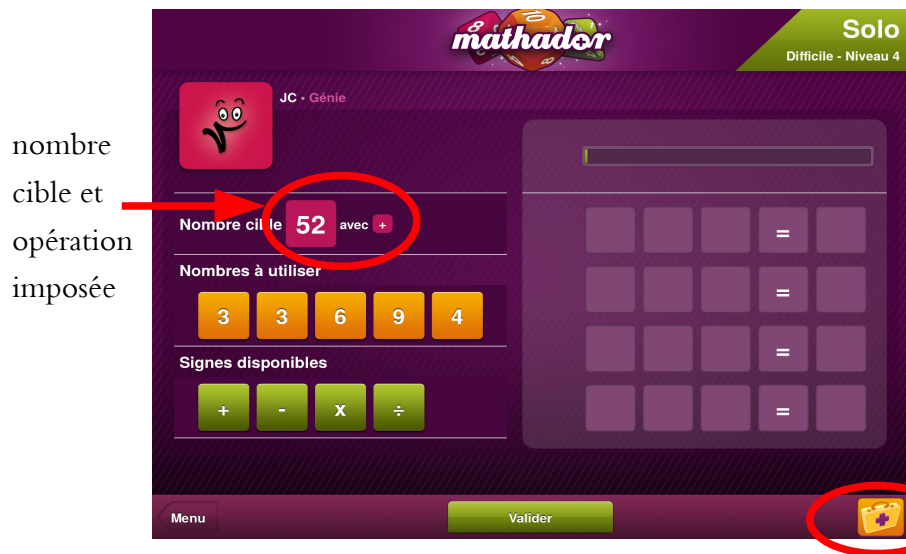 mathador
Solo
Difficile - Niveau 4
JC • Génie
nombre
cible et
opération
imposée
Nombre cible 52 avec +
Nombres à utiliser
3 3 6 9 4
Signes disponibles
+ - x ÷
=
=
=
=
Menu
Valider